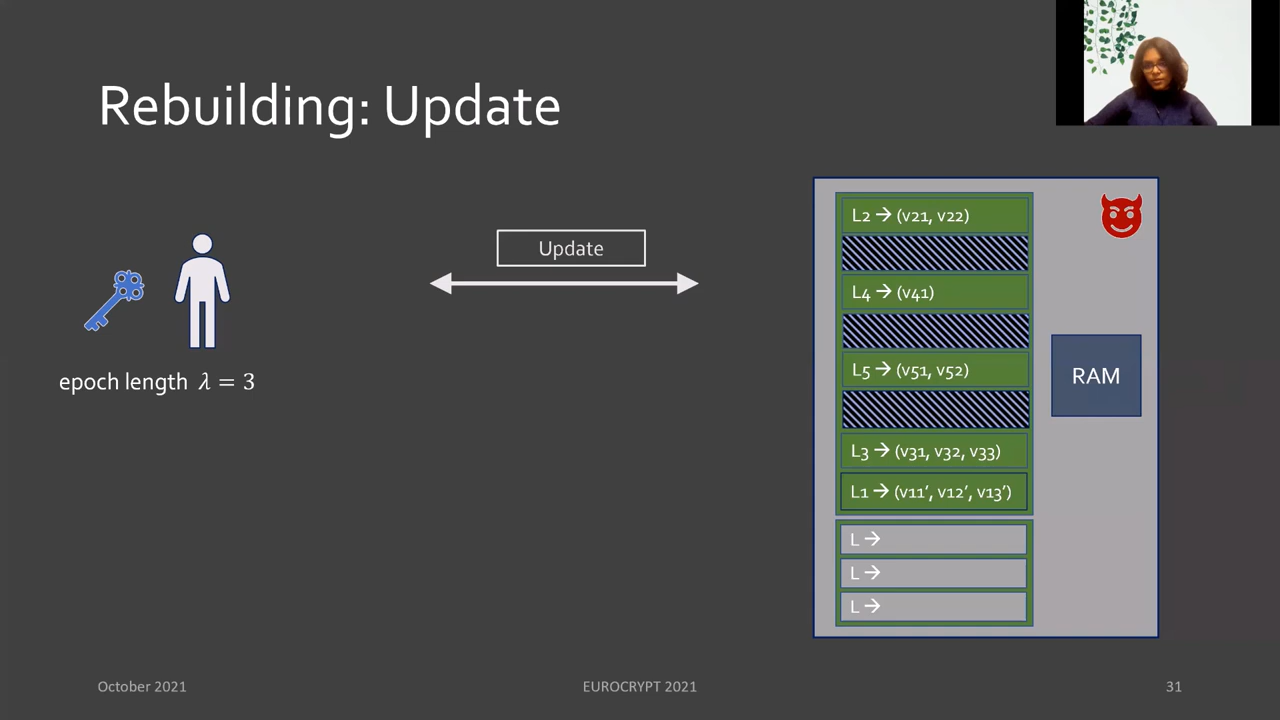 Rebuilding: Update
Update
epoch length λ = 3
L2 → (v21, v22)
L4 → (v41)
L5 → (v51, v52)
L3 → (v31, v32, v33)
L1 → (v11′, v12′, v13′)
L →
L →
L →
RAM
October 2021
EUROCRYPT 2021
31